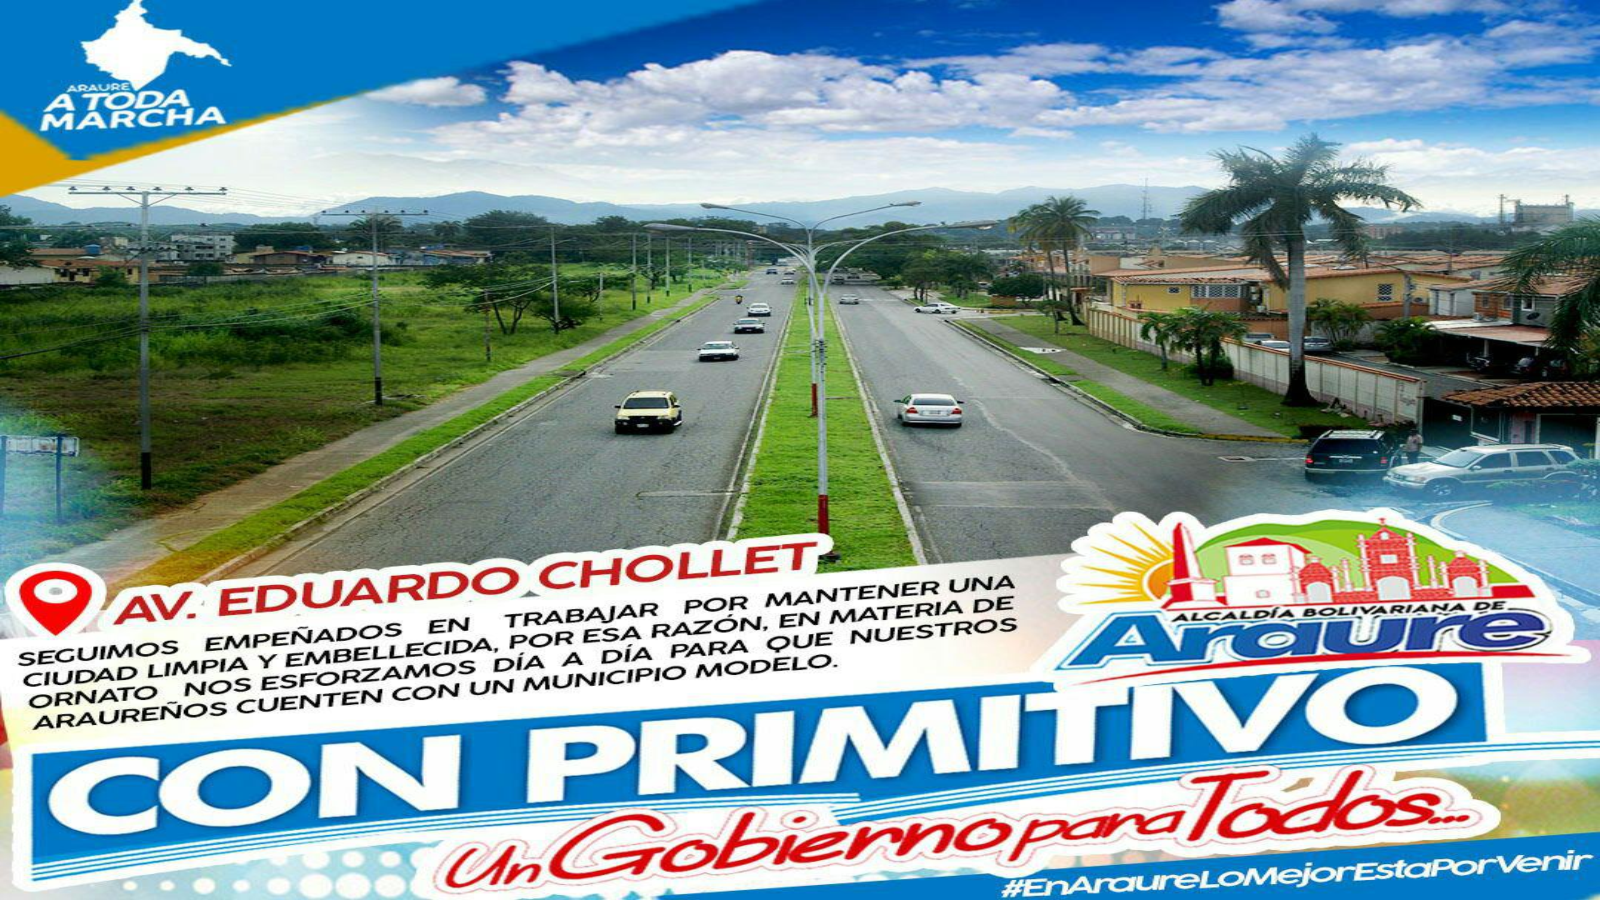 ARAURE
A TODA
MARCHA
AV. EDUARDO CHOLLET
SEGUIMOS EMPEÑADOS EN TRABAJAR POR MANTENER UNA
CIUDAD LIMPIA Y EMBELLECIDA, POR ESA RAZÓN, EN MATERIA DE
ORNATO NOS ESFORZAMOS DÍA A DÍA PARA QUE NUESTROS
ARAUREÑOS CUENTEN CON UN MUNICIPIO MODELO.
ALCALDÍA BOLIVARIANA DE
Araure
CON PRIMITIVO
Un Gobierno para Todos...
#EnAraureLoMejorEstaPorVenir